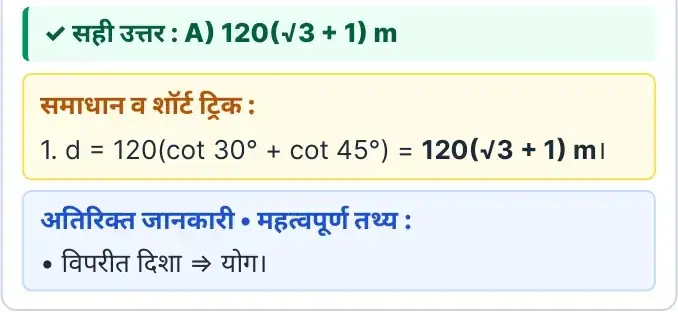 ✓ सही उत्तर : A) 120(√3 + 1) m
समाधान व शॉर्ट ट्रिक :
1. d = 120(cot 30° + cot 45°) = 120(√3 + 1) m।
अतिरिक्त जानकारी • महत्वपूर्ण तथ्य :
• विपरीत दिशा ⇒ योग।